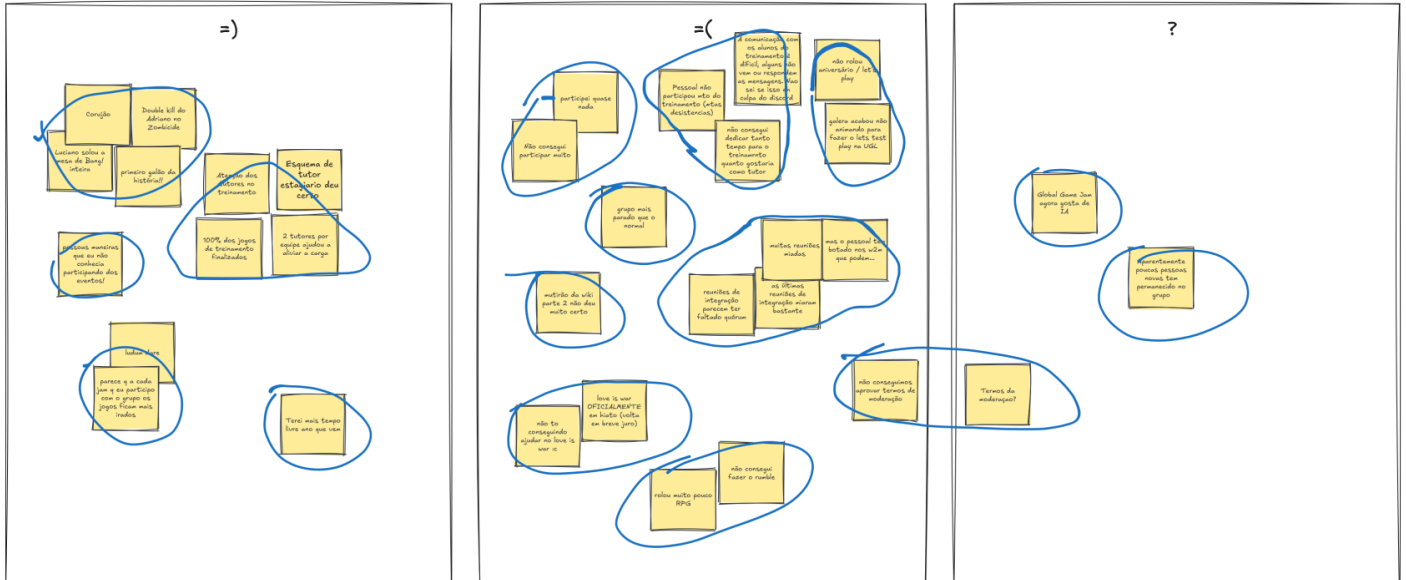 =)
Corujão
Double kill do
Adriano no
Zombicide
Luciano solou a
mesa de Bang!
inteira
primeiro galão da
história!!
Atenção dos
tutores no
treinamento
Esquema de
tutor
estagiario deu
certo
100% dos jogos
de treinamento
finalizados
2 tutores por
equipe ajudou a
aliviar a carga
pessoas maneiras
que eu não
conhecia
participando dos
eventos!
ludum dare
parece q a cada
jam q eu participo
com o grupo os
jogos ficam mais
irados
Terei mais tempo
livre ano que vem
=(
participei quase
nada
Não consegui
participar muito
A comunicação com
os alunos do
treinamento é
difícil, alguns não
vem ou respondem
as mensagens. Nao
sei se isso é
culpa do discord
Pessoal não
participou mto do
treinamento (mtas
desistencias)
não consegui
dedicar tanto
tempo para o
treinamento
quanto gostaria
como tutor
não rolou
aniversário / let's
play
galera acabou não
animando para
fazer o lets test
play na UGL
grupo mais
parado que o
normal
muitas reuniões
miadas
mas o pessoal tem
botado nos w2m
que podem...
reuniões de
integração
parecem ter
faltado quórum
as últimas
reuniões de
integração miaram
bastante
mutirão da wiki
parte 2 não deu
muito certo
não to
conseguindo
ajudar no love is
war :c
love is war
OFICIALMENTE
em hiato (volta
em breve juro)
rolou muito pouco
RPG
não consegui
fazer o rumble
não conseguimos
aprovar termos de
moderação
?
Global Game Jam
agora gosta de
IA
Aparentemente
poucas pessoas
novas tem
permanecido no
grupo
Termos da
moderaçao?